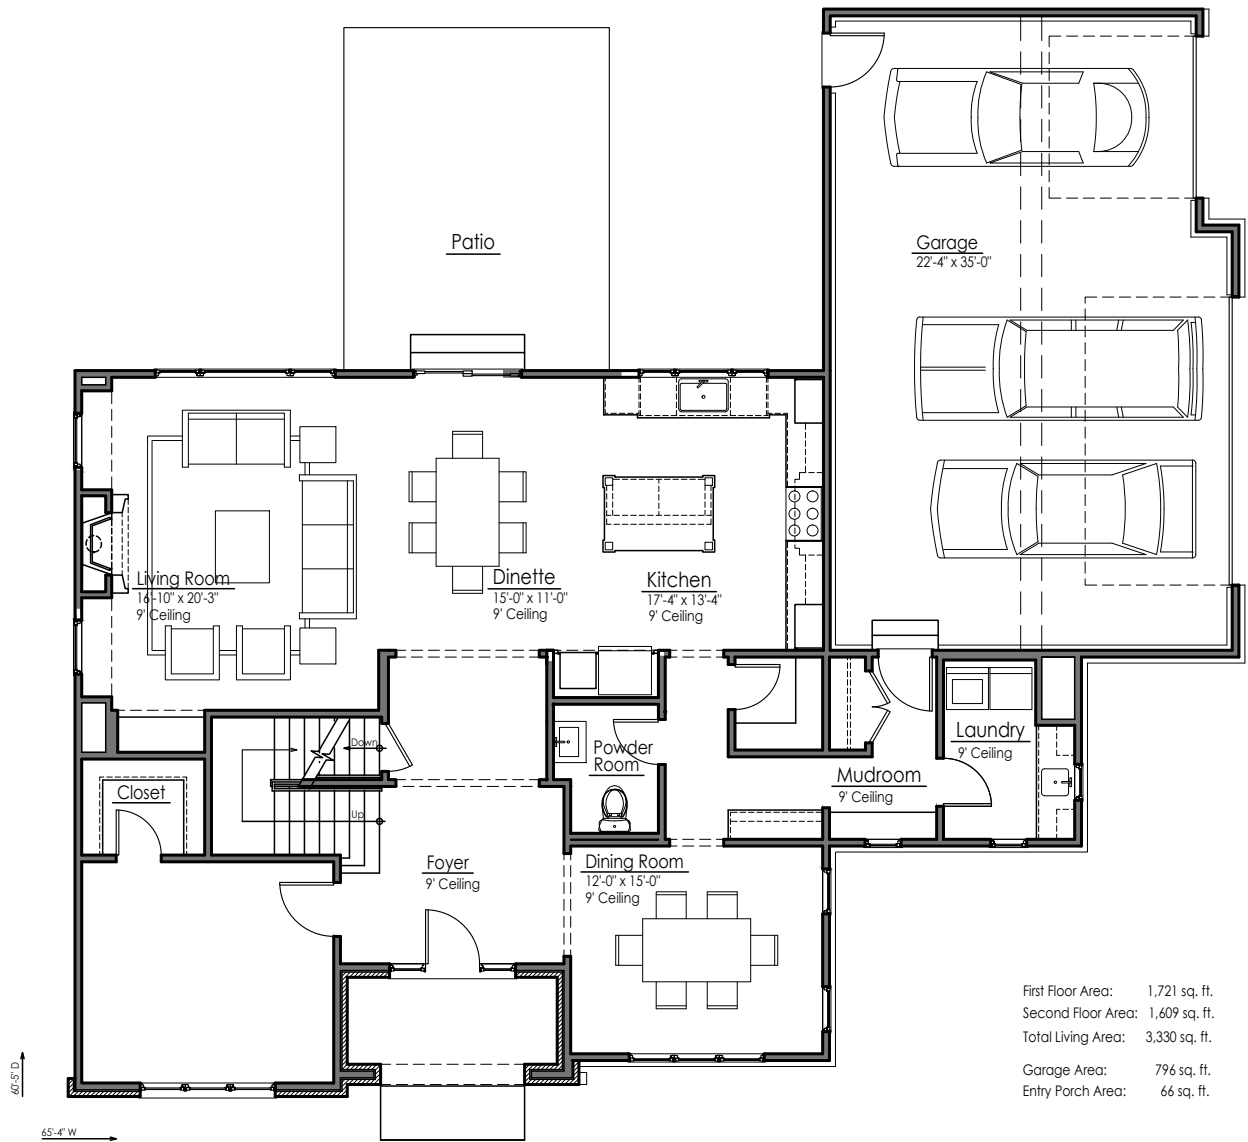 Patio
Garage
22'-4" x 35'-0"
Living Room
16'-10" x 20'-3"
9' Ceiling
Dinette
15'-0" x 11'-0"
9' Ceiling
Kitchen
17'-4" x 13'-4"
9' Ceiling
Down
Powder
Room
Laundry
9' Ceiling
Mudroom
9' Ceiling
Closet
Up
Foyer
9' Ceiling
Dining Room
12'-0" x 15'-0"
9' Ceiling
First Floor Area: 1,721 sq. ft.
Second Floor Area: 1,609 sq. ft.
Total Living Area: 3,330 sq. ft.
Garage Area: 796 sq. ft.
Entry Porch Area: 66 sq. ft.
60'-5" D
65'-4" W